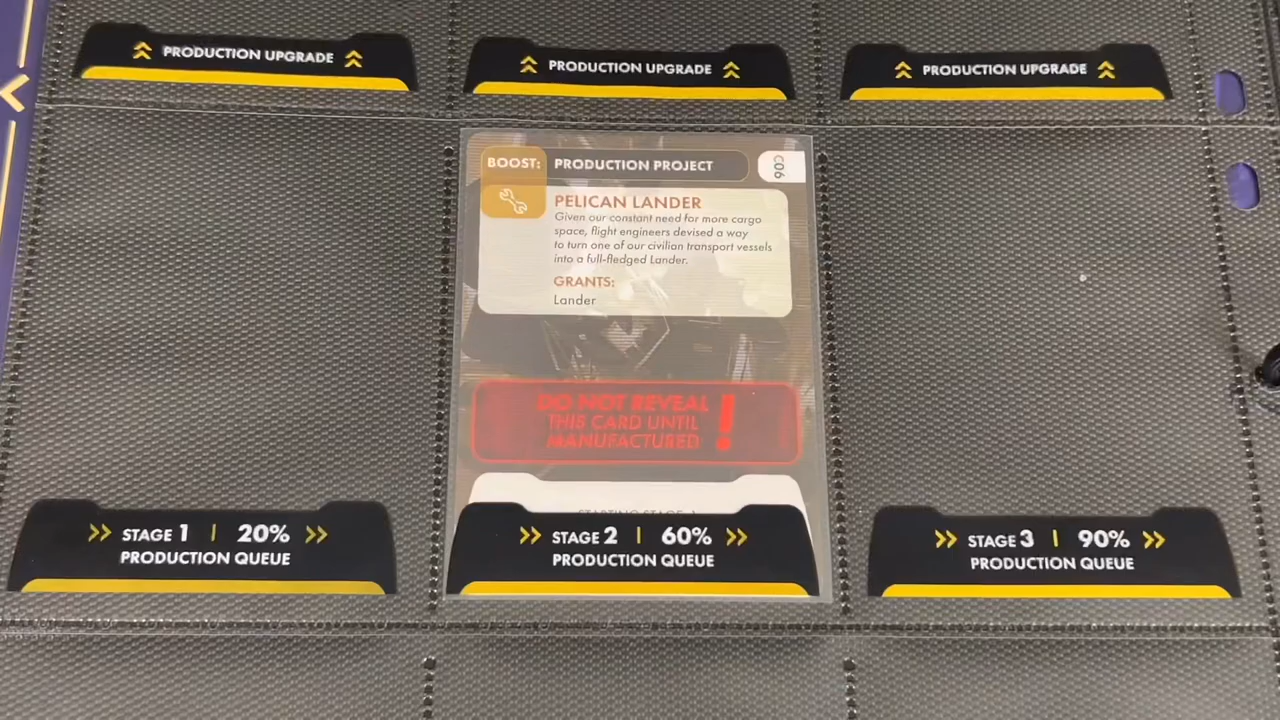 PRODUCTION UPGRADE
PRODUCTION UPGRADE
PRODUCTION UPGRADE
BOOST: PRODUCTION PROJECT
C06
PELICAN LANDER
Given our constant need for more cargo
space, flight engineers devised a way
to turn one of our civilian transport vessels
into a full-fledged Lander.
GRANTS:
Lander
DO NOT REVEAL
THIS CARD UNTIL
MANUFACTURED !
STARTING STAGE 1
STAGE 1 | 20%
PRODUCTION QUEUE
STAGE 2 | 60%
PRODUCTION QUEUE
STAGE 3 | 90%
PRODUCTION QUEUE